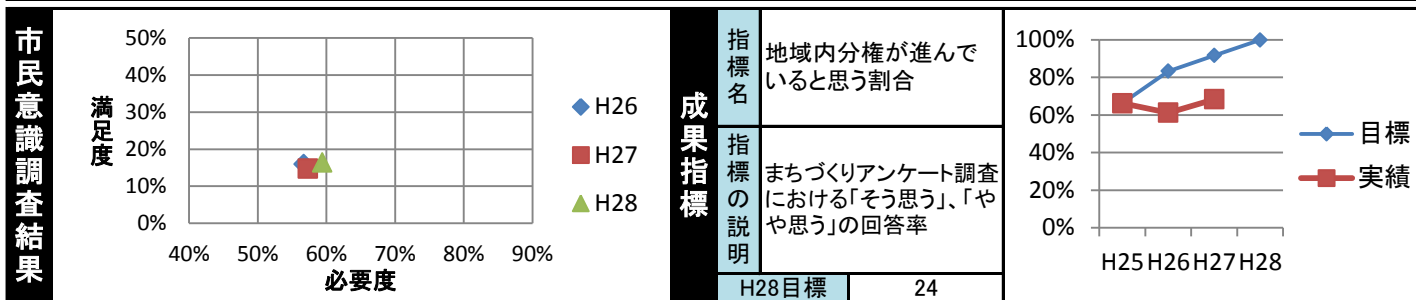 市民意識調査結果
満足度
50%
40%
30%
20%
10%
0%
40% 50% 60% 70% 80% 90%
必要度
H26
H27
H28
成果指標
指標名
地域内分権が進んで
いると思う割合
指標の説明
まちづくりアンケート調査
における「そう思う」、「や
や思う」の回答率
H28目標
24
100%
80%
60%
40%
20%
0%
H25 H26 H27 H28
目標
実績